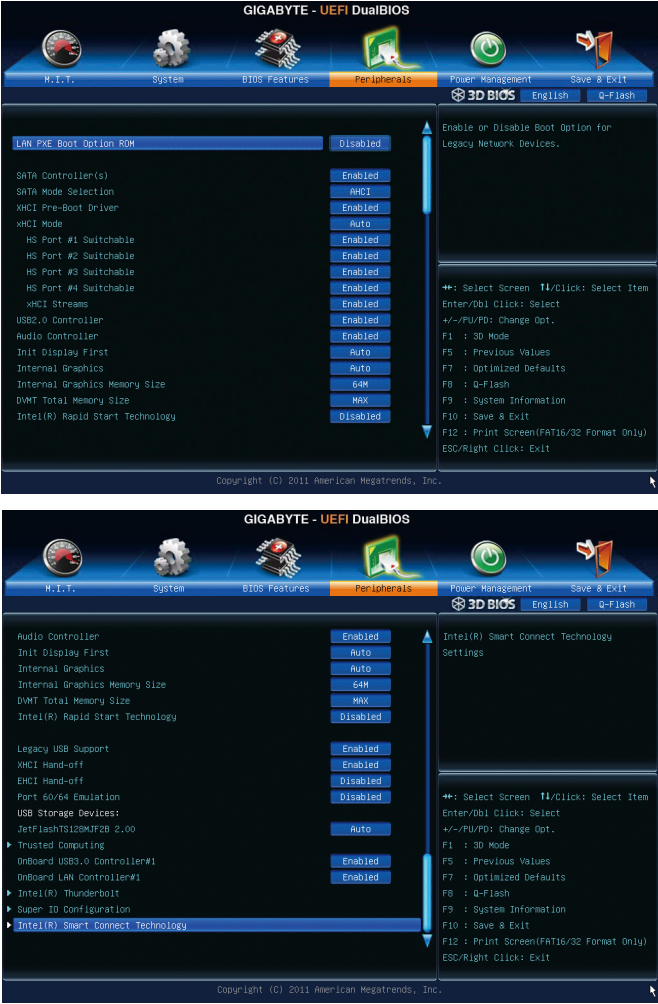 GIGABYTE - UEFI DualBIOS
M.I.T. System BIOS Features Peripherals Power Management Save & Exit
3D BIOS English Q-Flash
LAN PXE Boot Option ROM Disabled
SATA Controller(s) Enabled
SATA Mode Selection AHCI
XHCI Pre-Boot Driver Enabled
xHCI Mode Auto
HS Port #1 Switchable Enabled
HS Port #2 Switchable Enabled
HS Port #3 Switchable Enabled
HS Port #4 Switchable Enabled
xHCI Streams Enabled
USB2.0 Controller Enabled
Audio Controller Enabled
Init Display First Auto
Internal Graphics Auto
Internal Graphics Memory Size 64M
DVMT Total Memory Size MAX
Intel(R) Rapid Start Technology Disabled
Enable or Disable Boot Option for
Legacy Network Devices.
→←: Select Screen ↑↓/Click: Select Item
Enter/Dbl Click: Select
+/-/PU/PD: Change Opt.
F1 : 3D Mode
F5 : Previous Values
F7 : Optimized Defaults
F8 : Q-Flash
F9 : System Information
F10 : Save & Exit
F12 : Print Screen(FAT16/32 Format Only)
ESC/Right Click: Exit
Copyright (C) 2011 American Megatrends, Inc.
GIGABYTE - UEFI DualBIOS
M.I.T. System BIOS Features Peripherals Power Management Save & Exit
3D BIOS English Q-Flash
Audio Controller Enabled
Init Display First Auto
Internal Graphics Auto
Internal Graphics Memory Size 64M
DVMT Total Memory Size MAX
Intel(R) Rapid Start Technology Disabled
Legacy USB Support Enabled
XHCI Hand-off Enabled
EHCI Hand-off Disabled
Port 60/64 Emulation Disabled
USB Storage Devices:
JetFlashTS128MJF2B 2.00 Auto
Trusted Computing
OnBoard USB3.0 Controller#1 Enabled
OnBoard LAN Controller#1 Enabled
Intel(R) Thunderbolt
Super IO Configuration
Intel(R) Smart Connect Technology
Intel(R) Smart Connect Technology
Settings
→←: Select Screen ↑↓/Click: Select Item
Enter/Dbl Click: Select
+/-/PU/PD: Change Opt.
F1 : 3D Mode
F5 : Previous Values
F7 : Optimized Defaults
F8 : Q-Flash
F9 : System Information
F10 : Save & Exit
F12 : Print Screen(FAT16/32 Format Only)
ESC/Right Click: Exit
Copyright (C) 2011 American Megatrends, Inc.